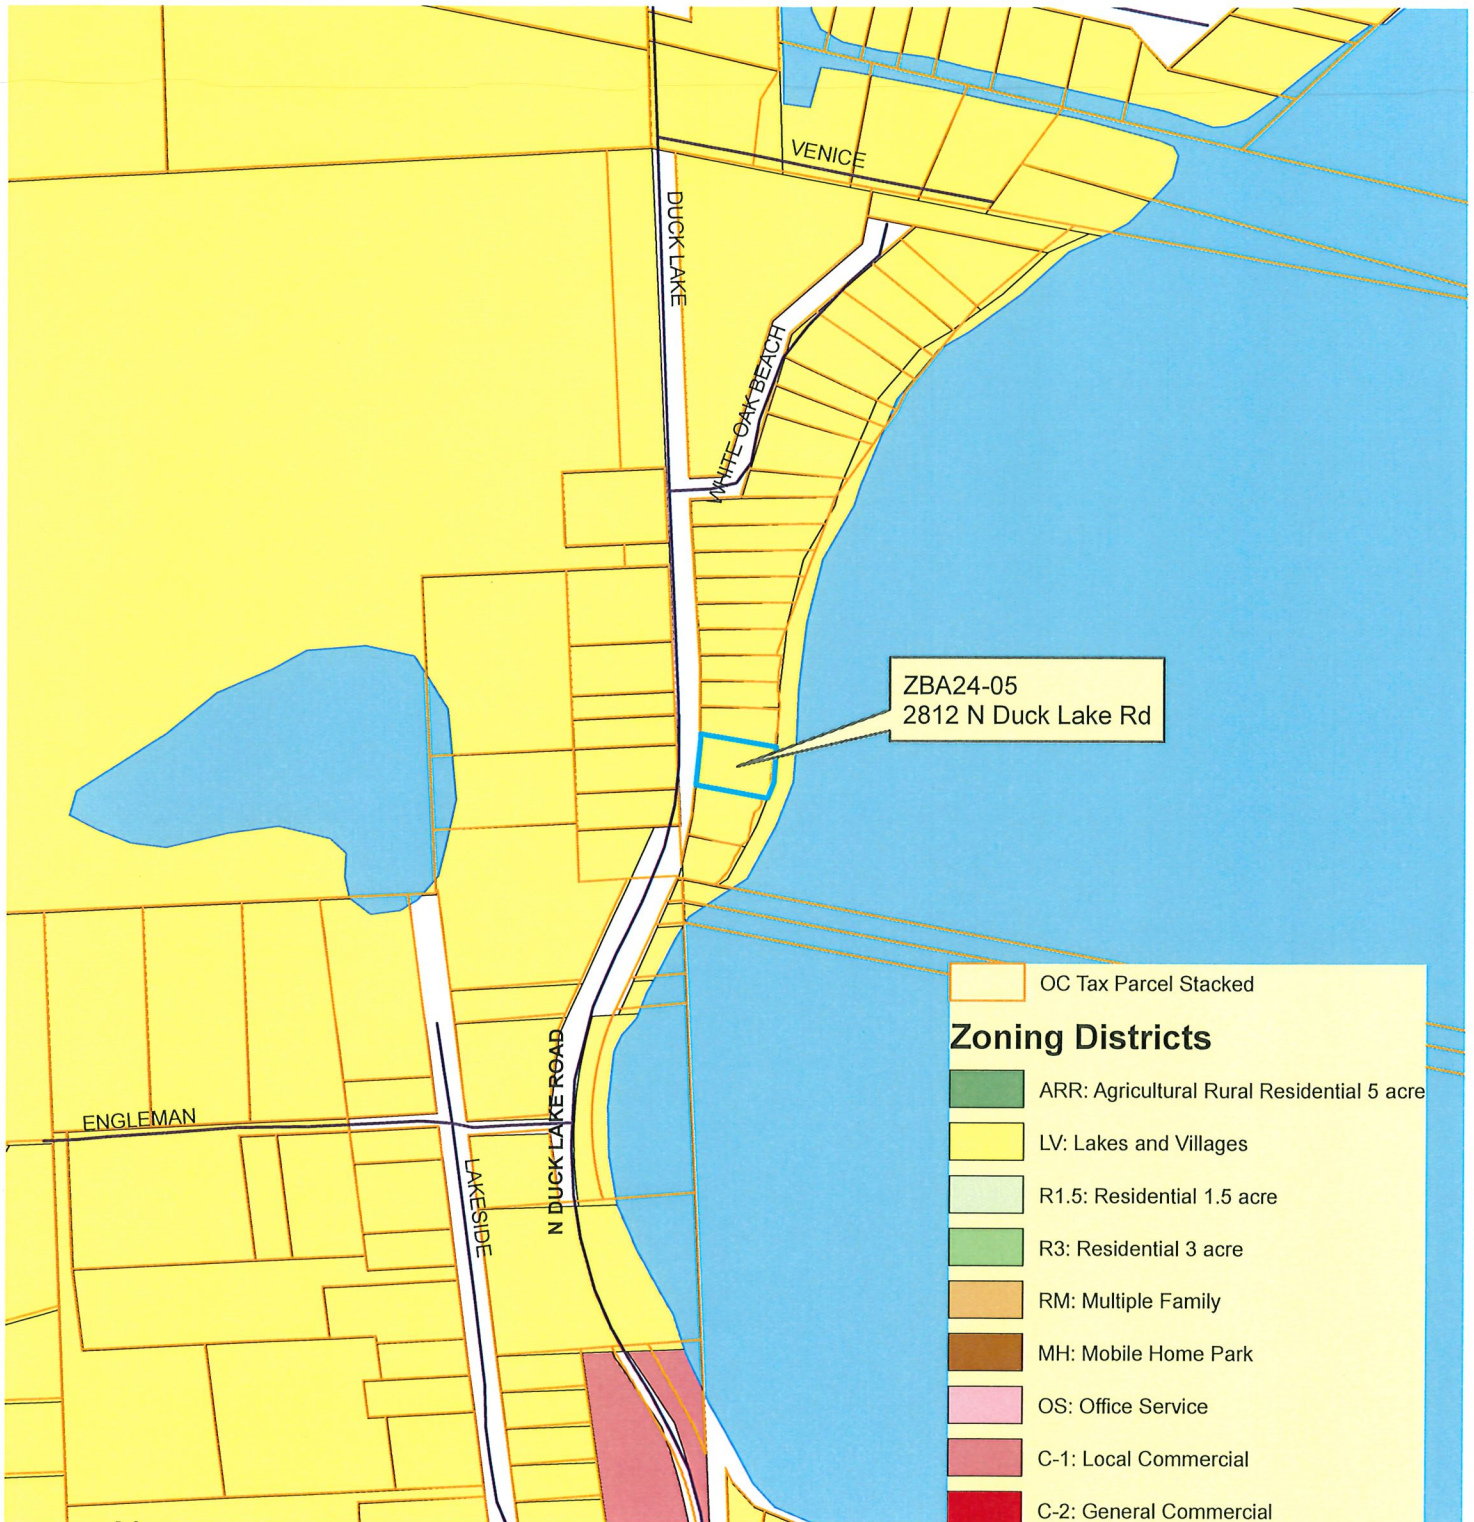 VENICE
DUCK LAKE
WHITE OAK BEACH
ZBA24-05
2812 N Duck Lake Rd
N DUCK LAKE ROAD
ENGLEMAN
LAKESIDE
OC Tax Parcel Stacked
Zoning Districts
ARR: Agricultural Rural Residential 5 acre
LV: Lakes and Villages
R1.5: Residential 1.5 acre
R3: Residential 3 acre
RM: Multiple Family
MH: Mobile Home Park
OS: Office Service
C-1: Local Commercial
C-2: General Commercial